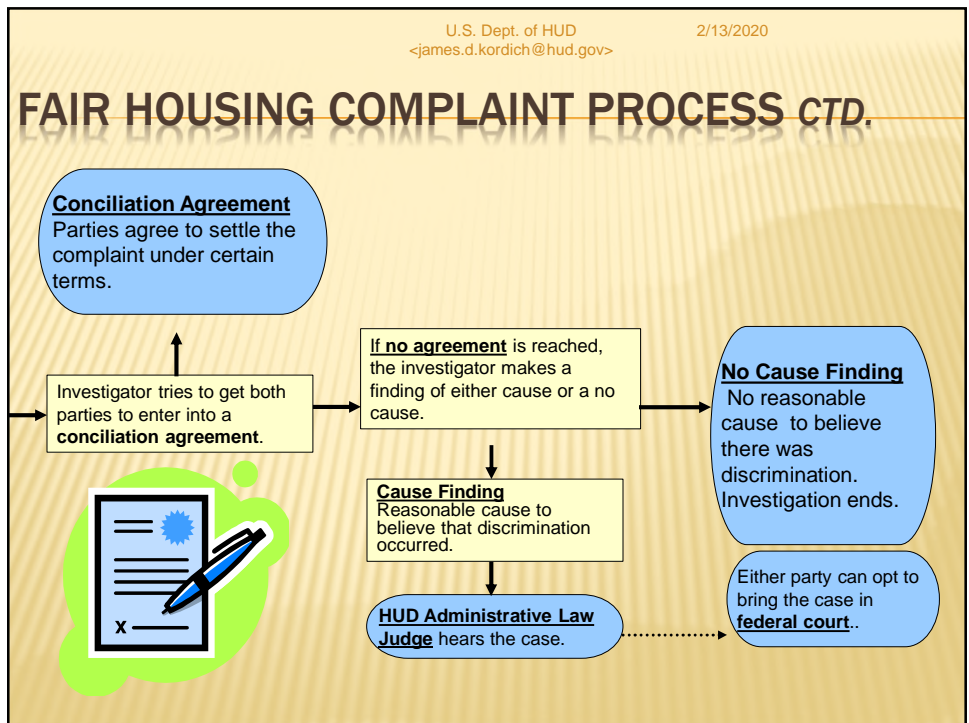 U.S. Dept. of HUD
<james.d.kordich@hud.gov>
2/13/2020
FAIR HOUSING COMPLAINT PROCESS CTD.
Conciliation Agreement
Parties agree to settle the
complaint under certain
terms.
Investigator tries to get both
parties to enter into a
conciliation agreement.
If no agreement is reached,
the investigator makes a
finding of either cause or a no
cause.
No Cause Finding
No reasonable
cause to believe
there was
discrimination.
Investigation ends.
Cause Finding
Reasonable cause to
believe that discrimination
occurred.
HUD Administrative Law
Judge hears the case.
Either party can opt to
bring the case in
federal court..
X